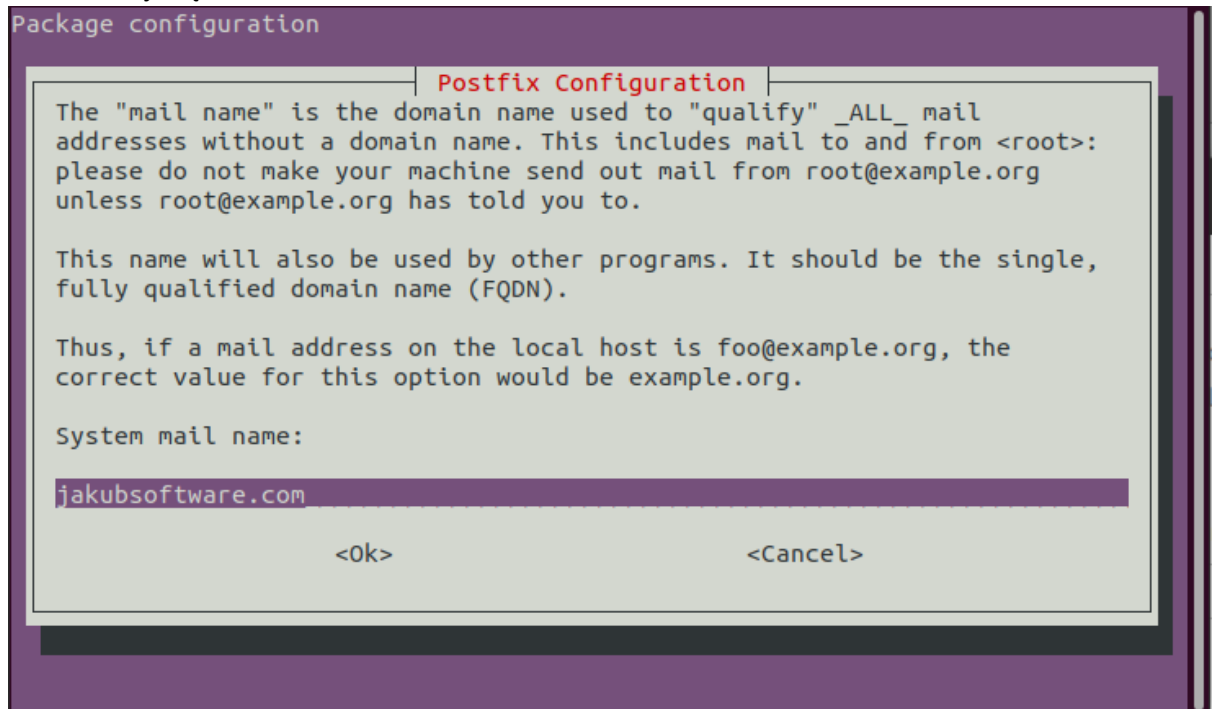 Package configuration
Postfix Configuration
The "mail name" is the domain name used to "qualify" _ALL_ mail
addresses without a domain name. This includes mail to and from <root>:
please do not make your machine send out mail from root@example.org
unless root@example.org has told you to.
This name will also be used by other programs. It should be the single,
fully qualified domain name (FQDN).
Thus, if a mail address on the local host is foo@example.org, the
correct value for this option would be example.org.
System mail name:
jakubsoftware.com
<Ok> <Cancel>